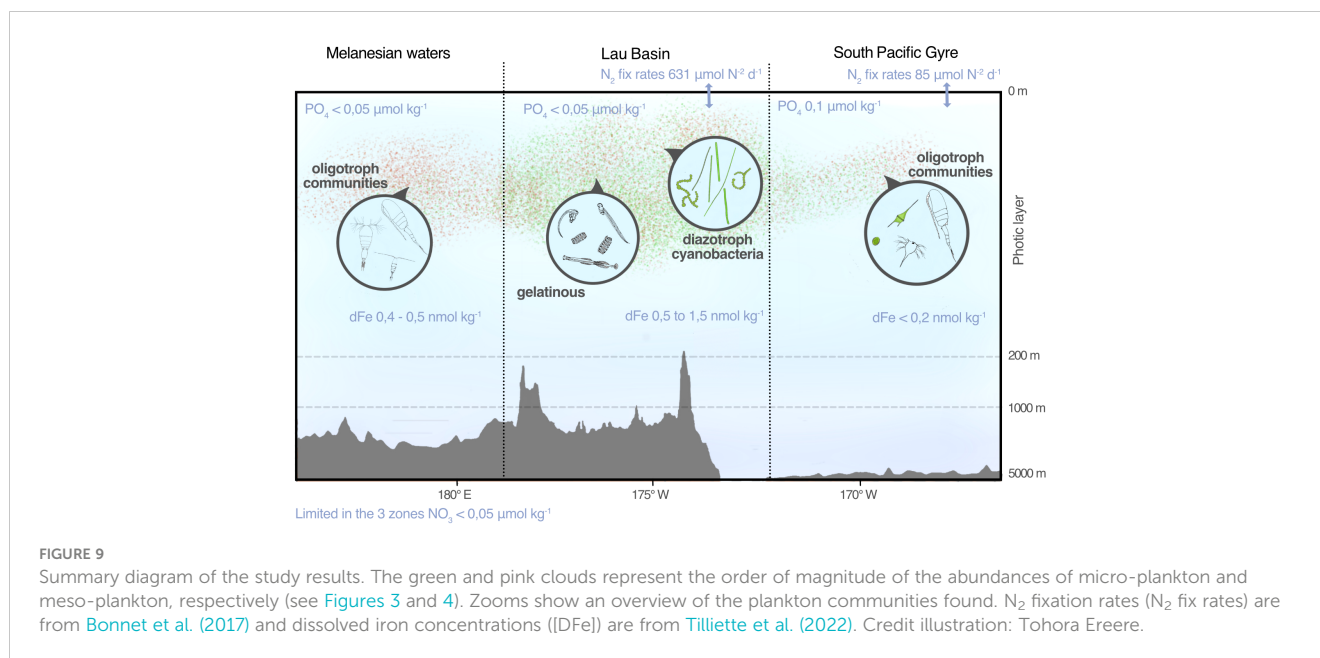 Melanesian waters
Lau Basin
South Pacific Gyre
N₂ fix rates 631 µmol N⁻² d⁻¹
N₂ fix rates 85 µmol N⁻² d⁻¹
0 m
PO₄ < 0,05 µmol kg⁻¹
PO₄ < 0,05 µmol kg⁻¹
PO₄ 0,1 µmol kg⁻¹
oligotroph
communities
oligotroph
communities
diazotroph
cyanobacteria
gelatinous
Photic layer
dFe 0,4 - 0,5 nmol kg⁻¹
dFe 0,5 to 1,5 nmol kg⁻¹
dFe < 0,2 nmol kg⁻¹
200 m
1000 m
5000 m
180° E
175° W
170° W
Limited in the 3 zones NO₃ < 0,05 µmol kg⁻¹
FIGURE 9
Summary diagram of the study results. The green and pink clouds represent the order of magnitude of the abundances of micro-plankton and
meso-plankton, respectively (see Figures 3 and 4). Zooms show an overview of the plankton communities found. N₂ fixation rates (N₂ fix rates) are
from Bonnet et al. (2017) and dissolved iron concentrations ([DFe]) are from Tilliette et al. (2022). Credit illustration: Tohora Ereere.